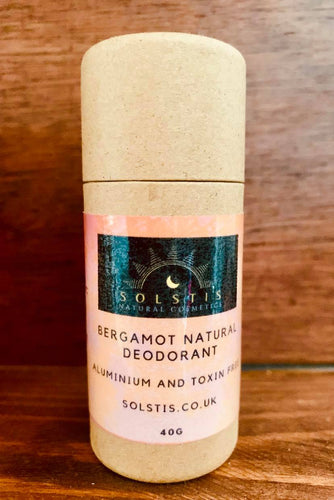 SOLSTIS
NATURAL COSMETICS
BERGAMOT NATURAL
DEODORANT
ALUMINIUM AND TOXIN FREE
SOLSTIS.CO.UK
40G